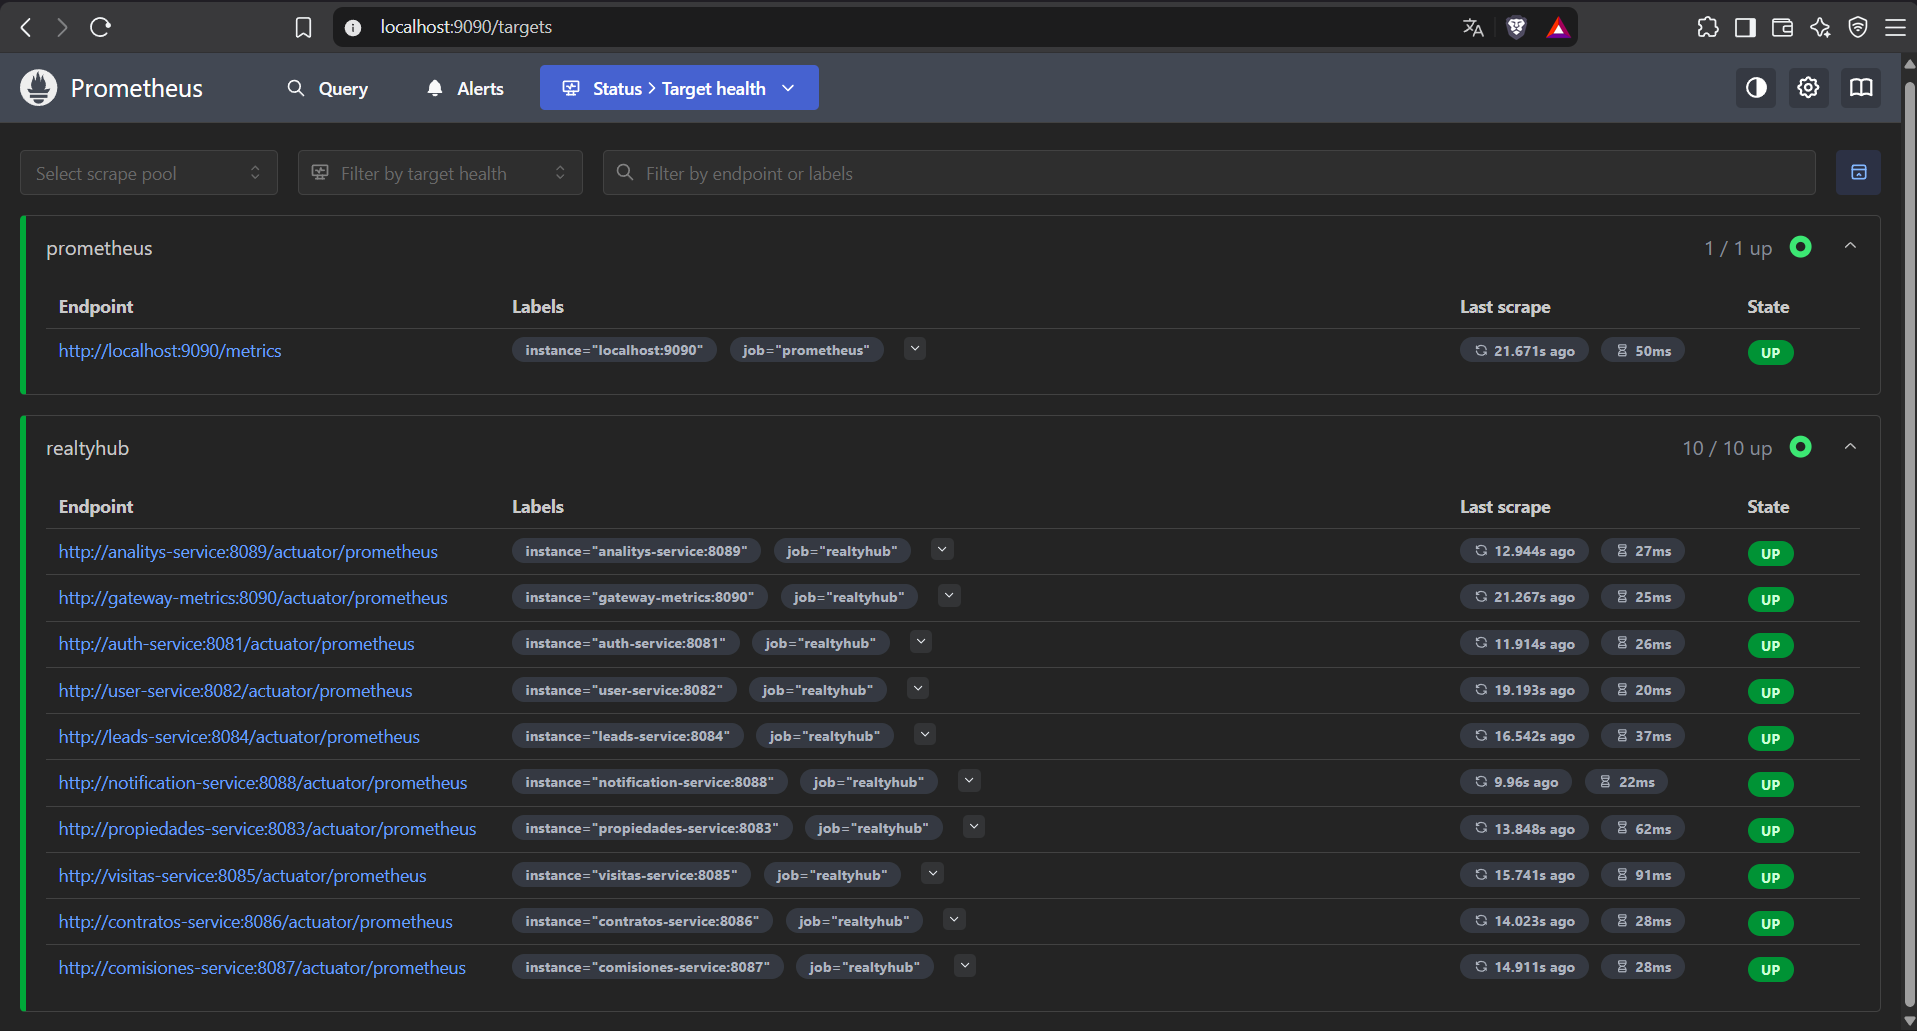 localhost:9090/targets
Prometheus Query Alerts Status > Target health
Select scrape pool Filter by target health Filter by endpoint or labels
prometheus 1 / 1 up
Endpoint Labels Last scrape State
http://localhost:9090/metrics instance="localhost:9090" job="prometheus" 21.671s ago 50ms UP
realtyhub 10 / 10 up
Endpoint Labels Last scrape State
http://analitys-service:8089/actuator/prometheus instance="analitys-service:8089" job="realtyhub" 12.944s ago 27ms UP
http://gateway-metrics:8090/actuator/prometheus instance="gateway-metrics:8090" job="realtyhub" 21.267s ago 25ms UP
http://auth-service:8081/actuator/prometheus instance="auth-service:8081" job="realtyhub" 11.914s ago 26ms UP
http://user-service:8082/actuator/prometheus instance="user-service:8082" job="realtyhub" 19.193s ago 20ms UP
http://leads-service:8084/actuator/prometheus instance="leads-service:8084" job="realtyhub" 16.542s ago 37ms UP
http://notification-service:8088/actuator/prometheus instance="notification-service:8088" job="realtyhub" 9.96s ago 22ms UP
http://propiedades-service:8083/actuator/prometheus instance="propiedades-service:8083" job="realtyhub" 13.848s ago 62ms UP
http://visitas-service:8085/actuator/prometheus instance="visitas-service:8085" job="realtyhub" 15.741s ago 91ms UP
http://contratos-service:8086/actuator/prometheus instance="contratos-service:8086" job="realtyhub" 14.023s ago 28ms UP
http://comisiones-service:8087/actuator/prometheus instance="comisiones-service:8087" job="realtyhub" 14.911s ago 28ms UP